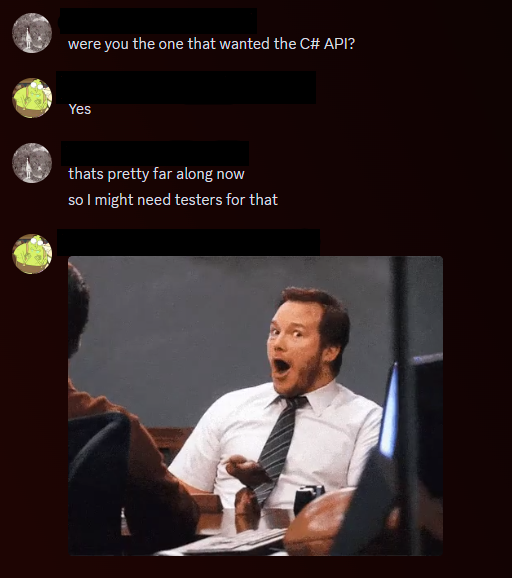 were you the one that wanted the C# API?
Yes
thats pretty far along now
so I might need testers for that